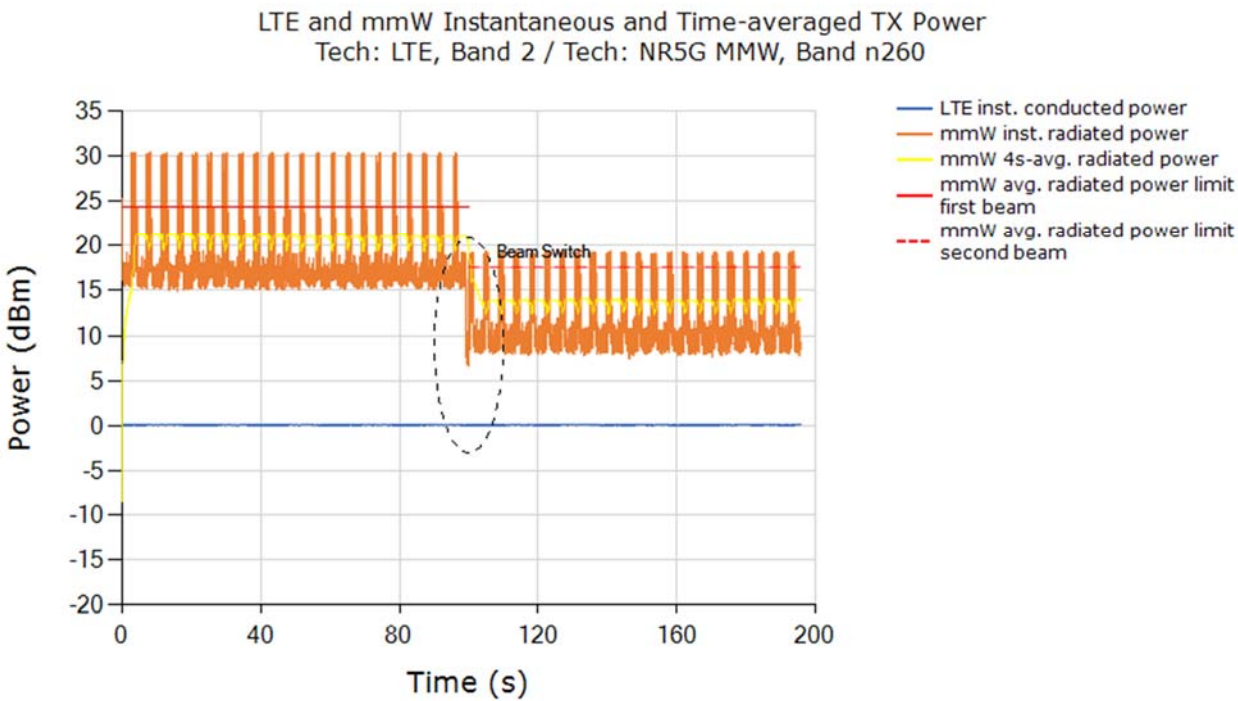 LTE and mmW Instantaneous and Time-averaged TX Power
Tech: LTE, Band 2 / Tech: NR5G MMW, Band n260
Power (dBm)
35
30
25
20
15
10
5
0
-5
-10
-15
-20
Beam Switch
0 40 80 120 160 200
Time (s)
LTE inst. conducted power
mmW inst. radiated power
mmW 4s-avg. radiated power
mmW avg. radiated power limit
first beam
mmW avg. radiated power limit
second beam